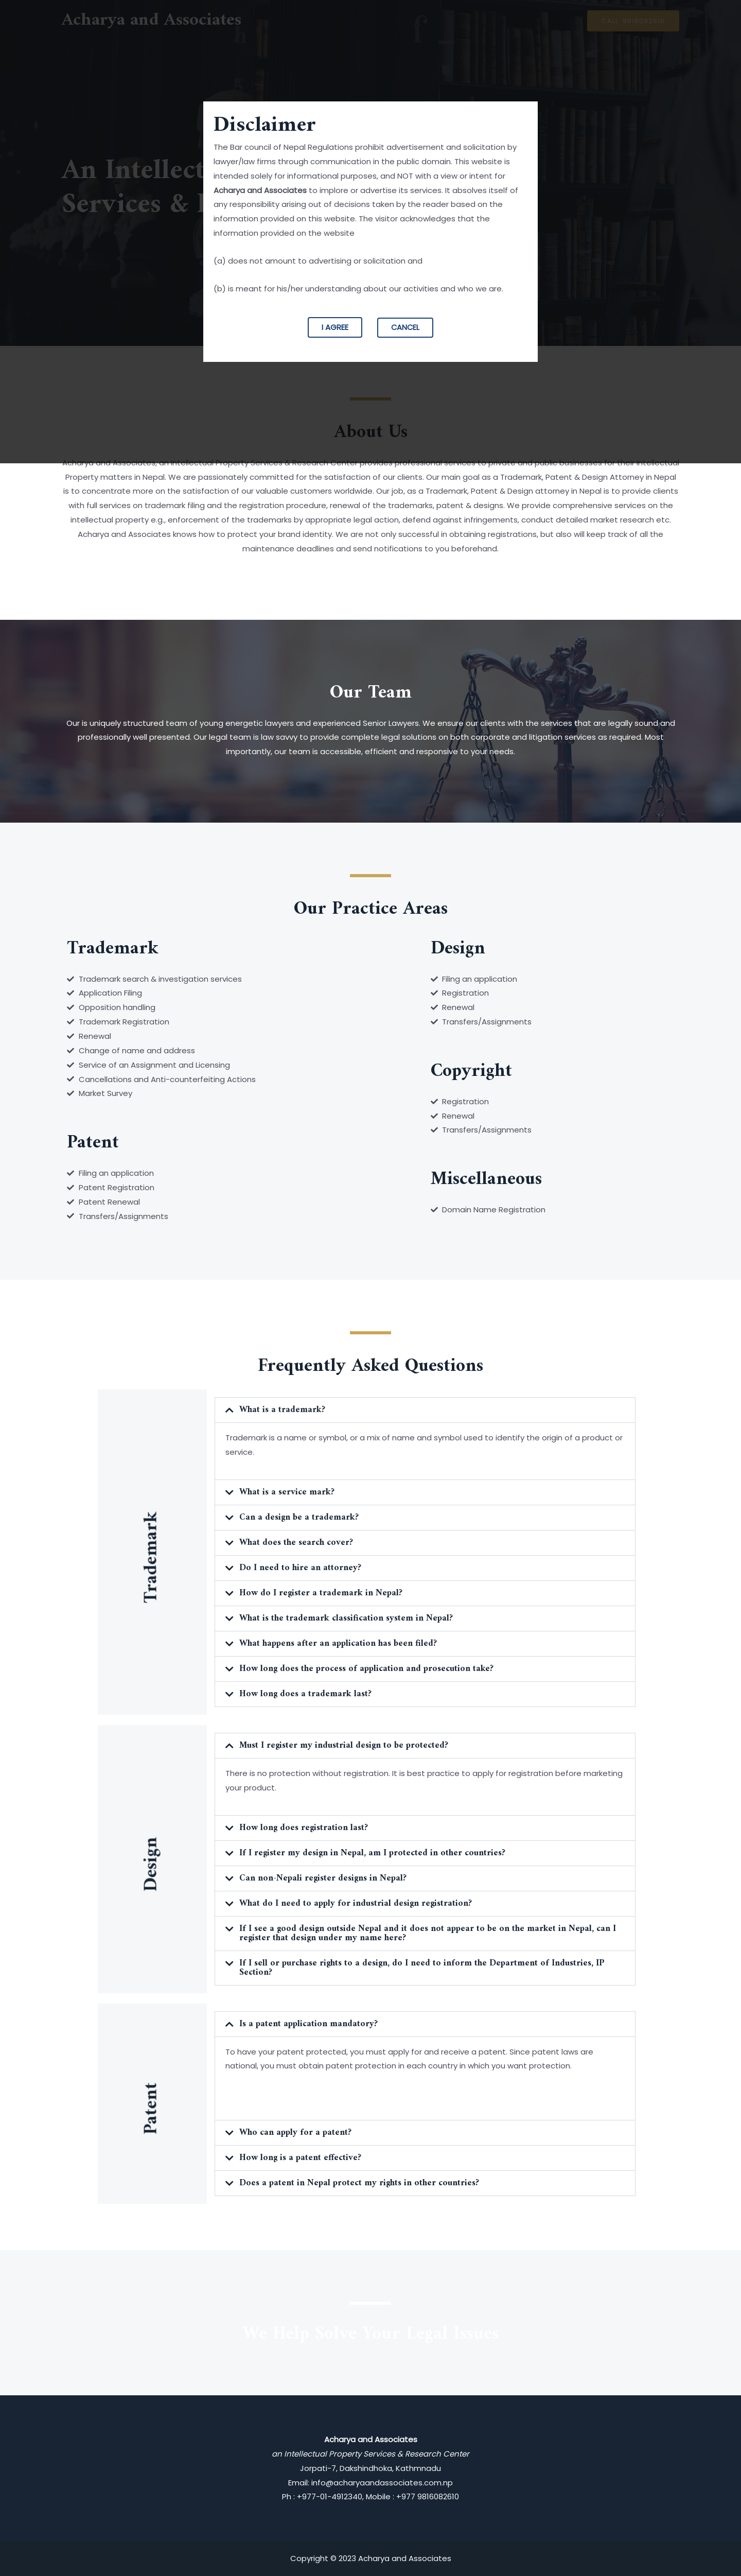 Acharya and Associates
An Intellect
Services &
Disclaimer
The Bar council of Nepal Regulations prohibit advertisement and solicitation by
lawyer/law firms through communication in the public domain. This website is
intended solely for informational purposes, and NOT with a view or intent for
Acharya and Associates to implore or advertise its services. It absolves itself of
any responsibility arising out of decisions taken by the reader based on the
information provided on this website. The visitor acknowledges that the
information provided on the website
(a) does not amount to advertising or solicitation and
(b) is meant for his/her understanding about our activities and who we are.
I AGREE
CANCEL
About Us
Acharya and Associates, an Intellectual Property Services & Research Center provides professional services to private and public businesses for their Intellectual
Property matters in Nepal. We are passionately committed for the satisfaction of our clients. Our main goal as a Trademark, Patent & Design Attorney in Nepal
is to concentrate more on the satisfaction of our valuable customers worldwide. Our job, as a Trademark, Patent & Design attorney in Nepal is to provide clients
with full services on trademark filing and the registration procedure, renewal of the trademarks, patent & designs. We provide comprehensive services on the
intellectual property e.g., enforcement of the trademarks by appropriate legal action, defend against infringements, conduct detailed market research etc.
Acharya and Associates knows how to protect your brand identity. We are not only successful in obtaining registrations, but also will keep track of all the
maintenance deadlines and send notifications to you beforehand.
Our Team
Our is uniquely structured team of young energetic lawyers and experienced Senior Lawyers. We ensure our clients with the services that are legally sound and
professionally well presented. Our legal team is law savvy to provide complete legal solutions on both corporate and litigation services as required. Most
importantly, our team is accessible, efficient and responsive to your needs.
Our Practice Areas
Trademark
Trademark search & investigation services
Application Filing
Opposition handling
Trademark Registration
Renewal
Change of name and address
Service of an Assignment and Licensing
Cancellations and Anti-counterfeiting Actions
Market Survey
Patent
Filing an application
Patent Registration
Patent Renewal
Transfers/Assignments
Design
Filing an application
Registration
Renewal
Transfers/Assignments
Copyright
Registration
Renewal
Transfers/Assignments
Miscellaneous
Domain Name Registration
Frequently Asked Questions
Trademark
What is a trademark?
Trademark is a name or symbol, or a mix of name and symbol used to identify the origin of a product or
service.
What is a service mark?
Can a design be a trademark?
What does the search cover?
Do I need to hire an attorney?
How do I register a trademark in Nepal?
What is the trademark classification system in Nepal?
What happens after an application has been filed?
How long does the process of application and prosecution take?
How long does a trademark last?
Design
Must I register my industrial design to be protected?
There is no protection without registration. It is best practice to apply for registration before marketing
your product.
How long does registration last?
If I register my design in Nepal, am I protected in other countries?
Can non-Nepali register designs in Nepal?
What do I need to apply for industrial design registration?
If I see a good design outside Nepal and it does not appear to be on the market in Nepal, can I
register that design under my name here?
If I sell or purchase rights to a design, do I need to inform the Department of Industries, IP
Section?
Patent
Is a patent application mandatory?
To have your patent protected, you must apply for and receive a patent. Since patent laws are
national, you must obtain patent protection in each country in which you want protection.
Who can apply for a patent?
How long is a patent effective?
Does a patent in Nepal protect my rights in other countries?
We Help Solve Your Legal Issues
Acharya and Associates
an Intellectual Property Services & Research Center
Jorpati-7, Dakshindhoka, Kathmnadu
Email: info@acharyaandassociates.com.np
Ph : +977-01-4912340, Mobile : +977 9816082610
Copyright © 2023 Acharya and Associates